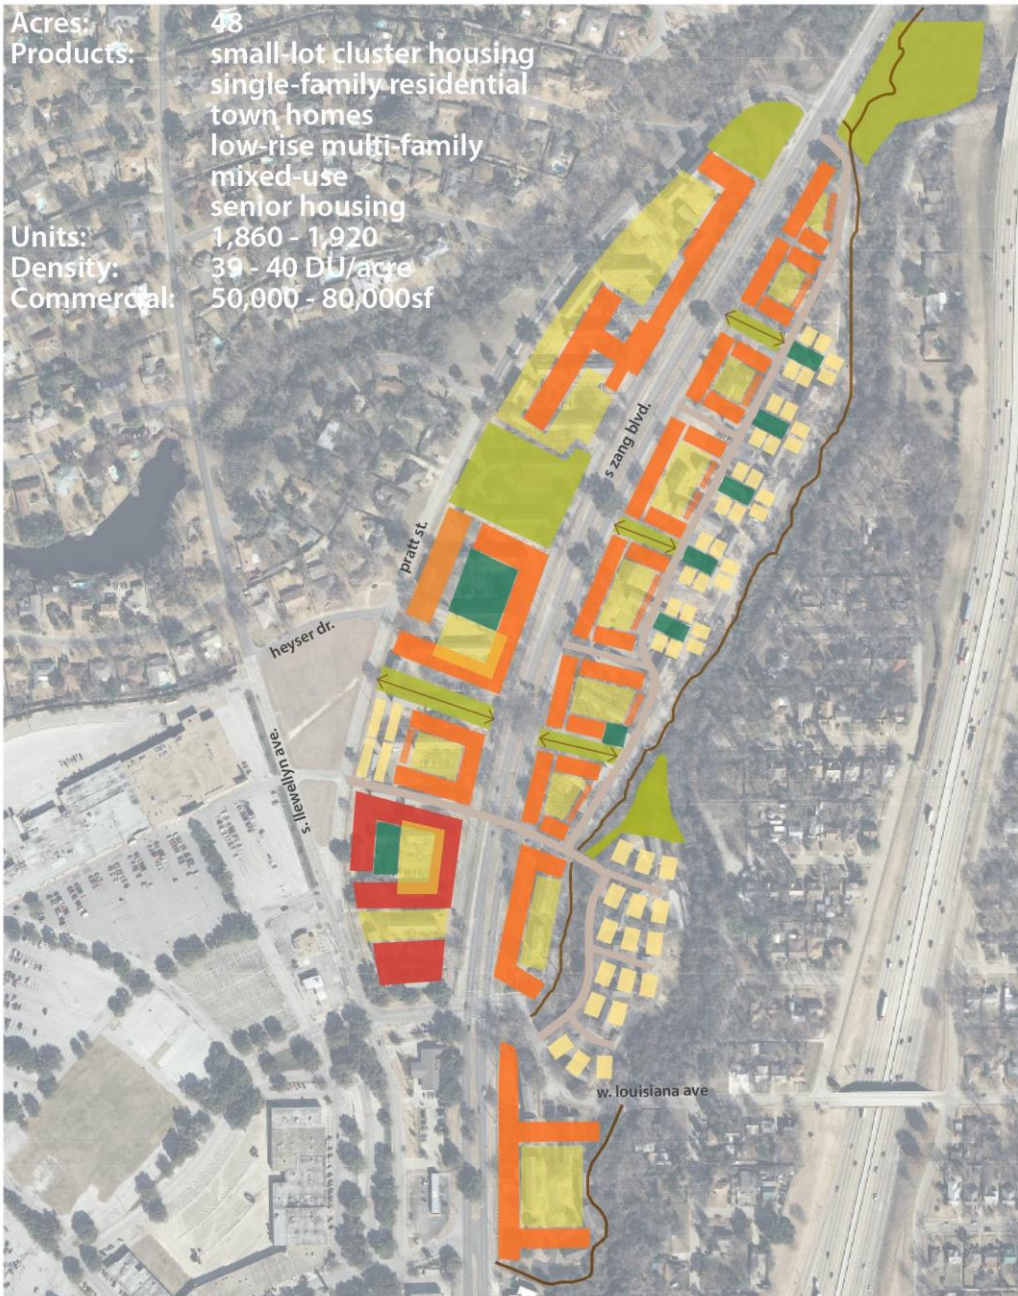 Acres: 48
Products: small-lot cluster housing
single-family residential
town homes
low-rise multi-family
mixed-use
senior housing
Units: 1,860 - 1,920
Density: 39 - 40 DU/acre
Commercial: 50,000 - 80,000sf
s zang blvd.
pratt st.
heyser dr.
s. llewellyn ave.
w. louisiana ave